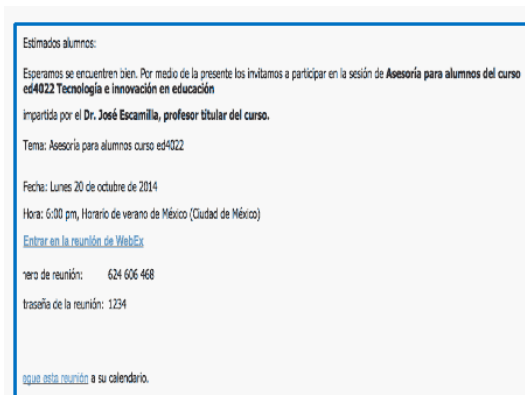 Estimados alumnos:
Esperamos se encuentren bien. Por medio de la presente los invitamos a participar en la sesión de Asesoría para alumnos del curso
ed4022 Tecnología e innovación en educación
impartida por el Dr. José Escamilla, profesor titular del curso.
Tema: Asesoría para alumnos curso ed4022
Fecha: Lunes 20 de octubre de 2014
Hora: 6:00 pm, Horario de verano de México (Ciudad de México)
Entrar en la reunión de WebEx
nero de reunión: 624 606 468
traseña de la reunión: 1234
egue esta reunión a su calendario.